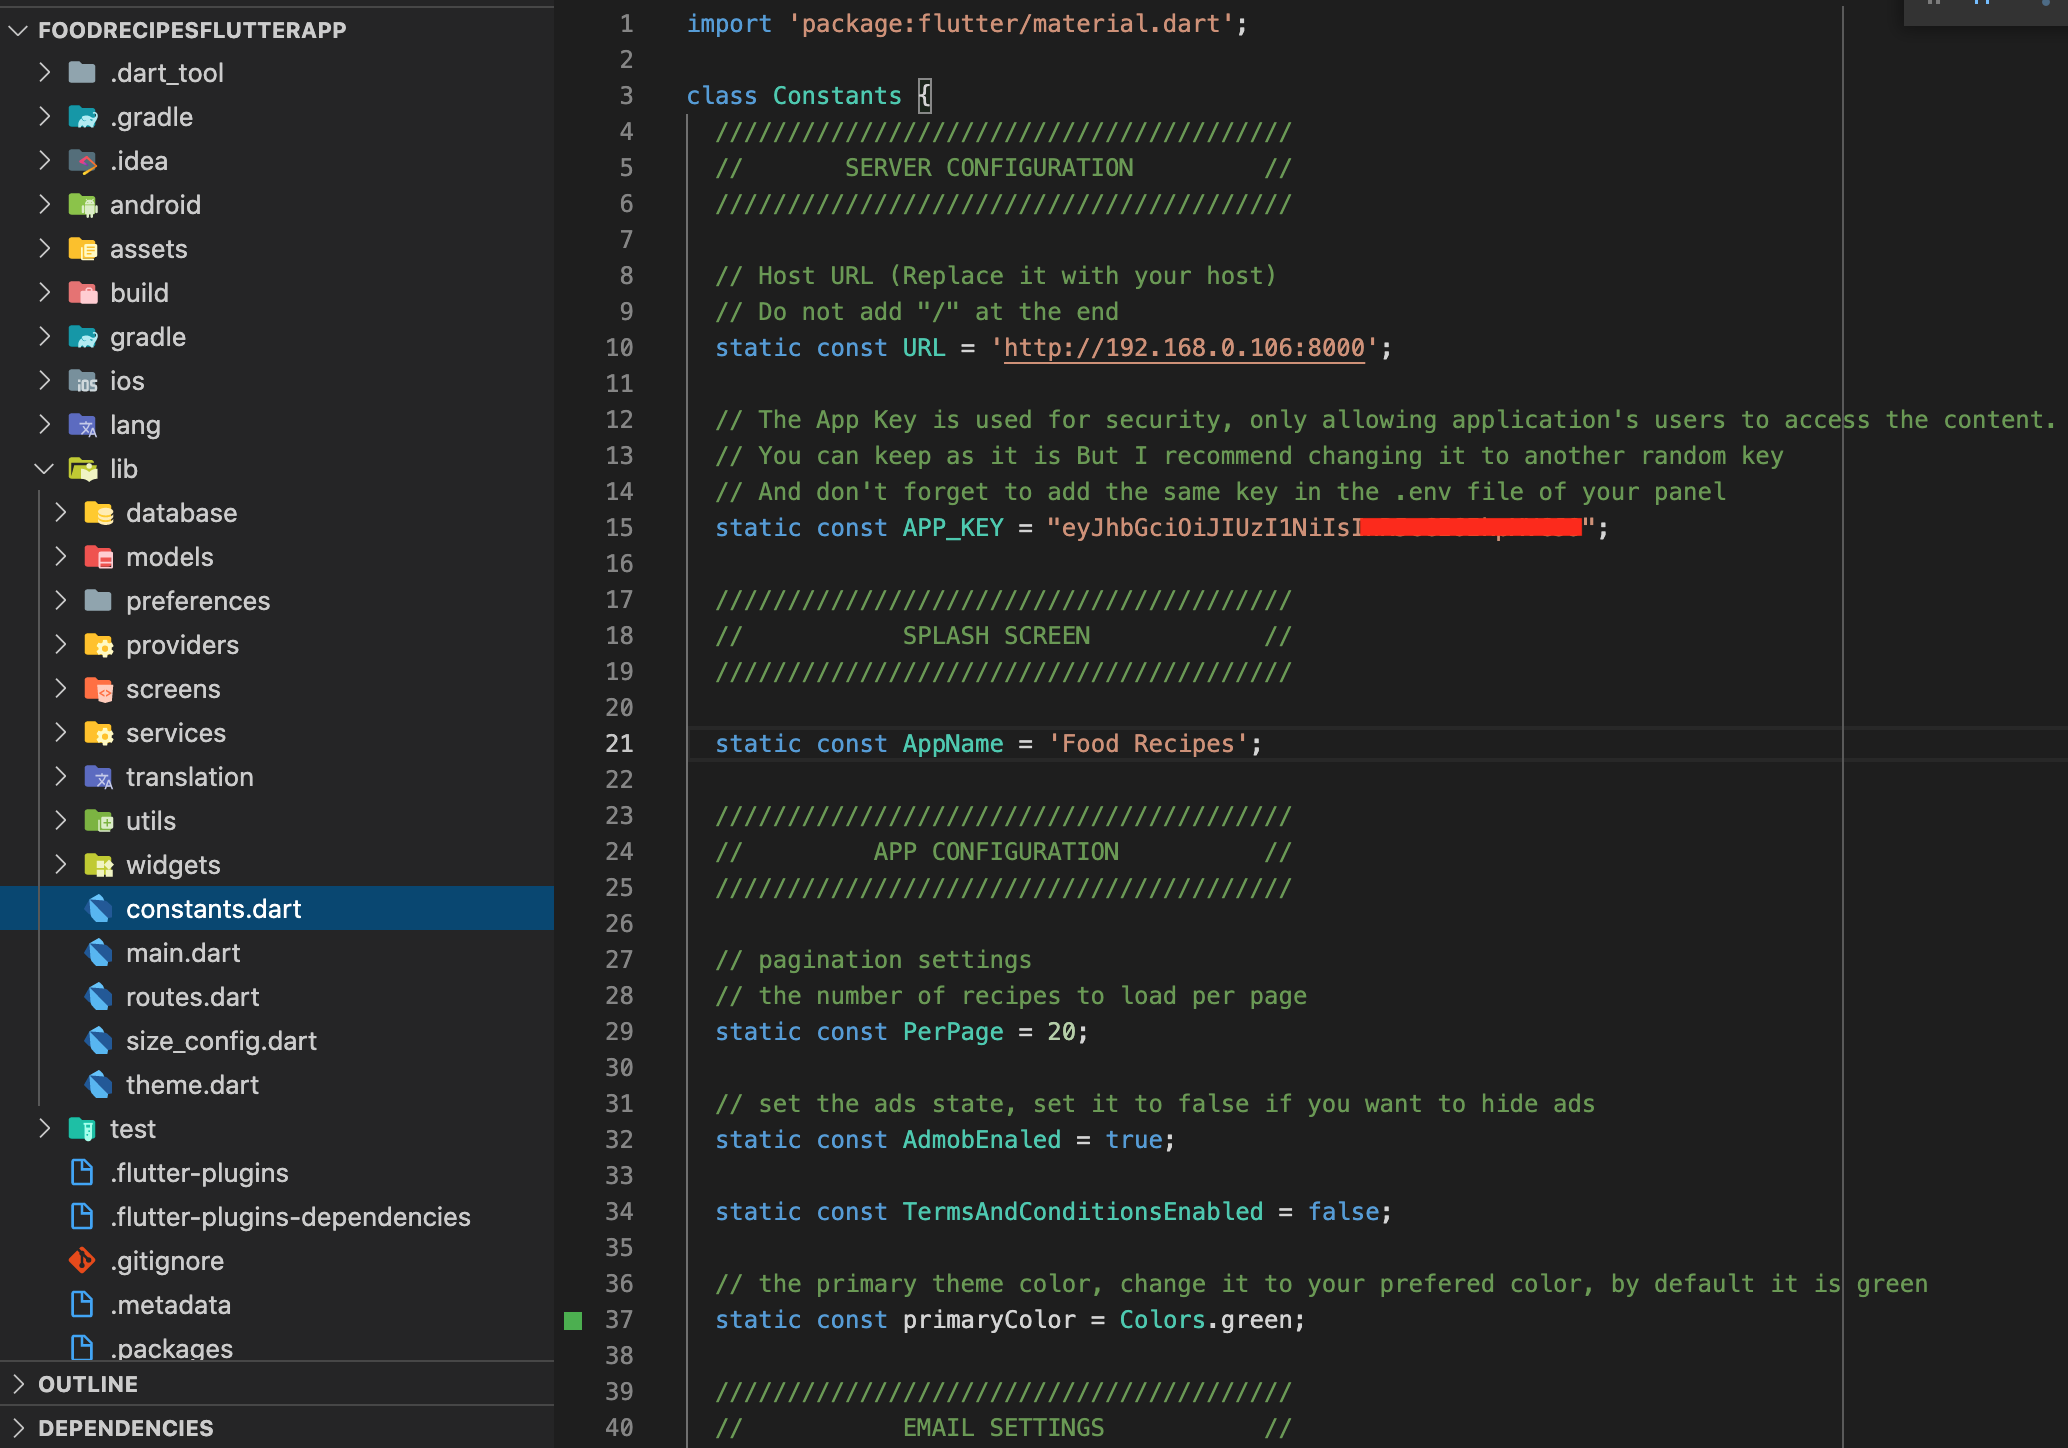 FOODRECIPESFLUTTERAPP
.dart_tool
.gradle
.idea
android
assets
build
gradle
ios
lang
lib
database
models
preferences
providers
screens
services
translation
utils
widgets
constants.dart
main.dart
routes.dart
size_config.dart
theme.dart
test
.flutter-plugins
.flutter-plugins-dependencies
.gitignore
.metadata
.packages
OUTLINE
DEPENDENCIES
1 import 'package:flutter/material.dart';
2
3 class Constants {
4 ////////////////////////////////////////
5 // SERVER CONFIGURATION //
6 ////////////////////////////////////////
7
8 // Host URL (Replace it with your host)
9 // Do not add "/" at the end
10 static const URL = 'http://192.168.0.106:8000';
11
12 // The App Key is used for security, only allowing application's users to access the content.
13 // You can keep as it is But I recommend changing it to another random key
14 // And don't forget to add the same key in the .env file of your panel
15 static const APP_KEY = "eyJhbGciOiJIUzI1NiIsI";
16
17 ////////////////////////////////////////
18 // SPLASH SCREEN //
19 ////////////////////////////////////////
20
21 static const AppName = 'Food Recipes';
22
23 ////////////////////////////////////////
24 // APP CONFIGURATION //
25 ////////////////////////////////////////
26
27 // pagination settings
28 // the number of recipes to load per page
29 static const PerPage = 20;
30
31 // set the ads state, set it to false if you want to hide ads
32 static const AdmobEnaled = true;
33
34 static const TermsAndConditionsEnabled = false;
35
36 // the primary theme color, change it to your prefered color, by default it is green
37 static const primaryColor = Colors.green;
38
39 ////////////////////////////////////////
40 // EMAIL SETTINGS //